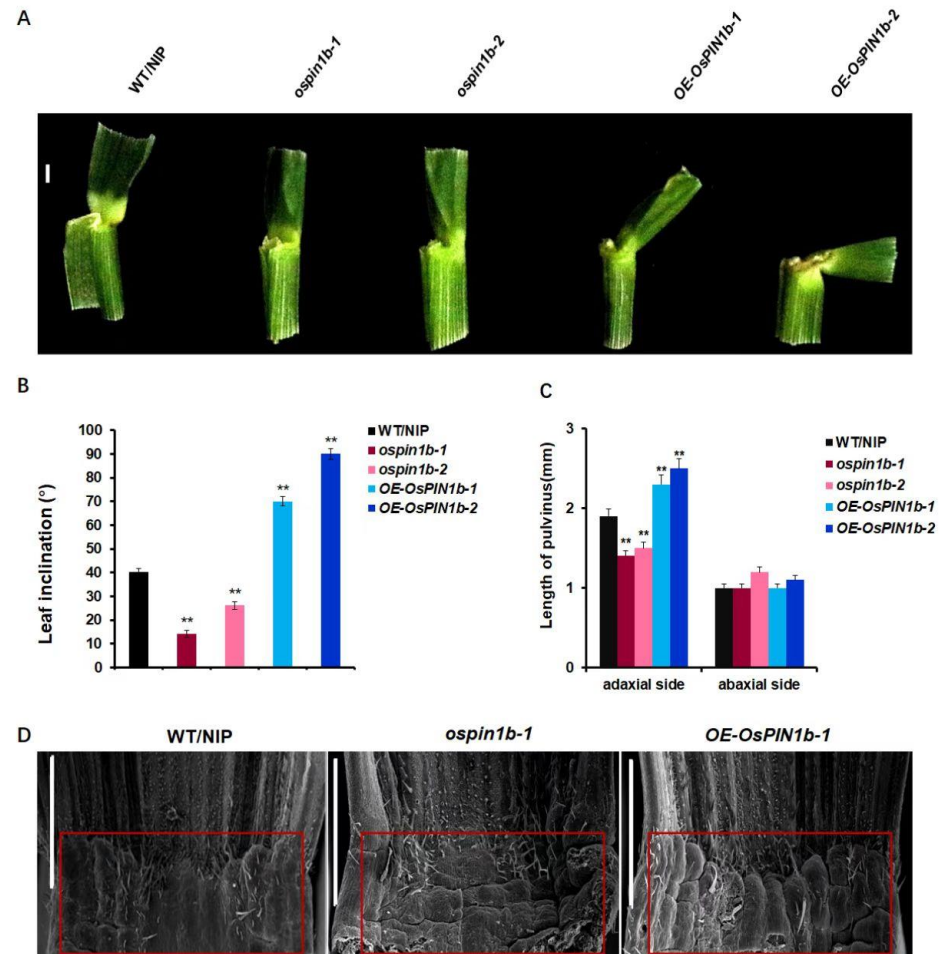 A
WT/NIP
ospin1b-1
ospin1b-2
OE-OsPIN1b-1
OE-OsPIN1b-2
B
Leaf inclination (°)
100
90
80
70
60
50
40
30
20
10
0
**
**
**
**
WT/NIP
ospin1b-1
ospin1b-2
OE-OsPIN1b-1
OE-OsPIN1b-2
C
Length of pulvinus(mm)
3
2
1
0
** ** ** **
adaxial side abaxial side
WT/NIP
ospin1b-1
ospin1b-2
OE-OsPIN1b-1
OE-OsPIN1b-2
D
WT/NIP ospin1b-1 OE-OsPIN1b-1